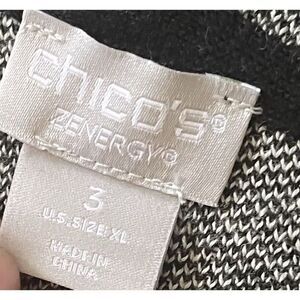 chico's®
ZENERGY®
3
U.S. SIZE XL
MADE IN
CHINA